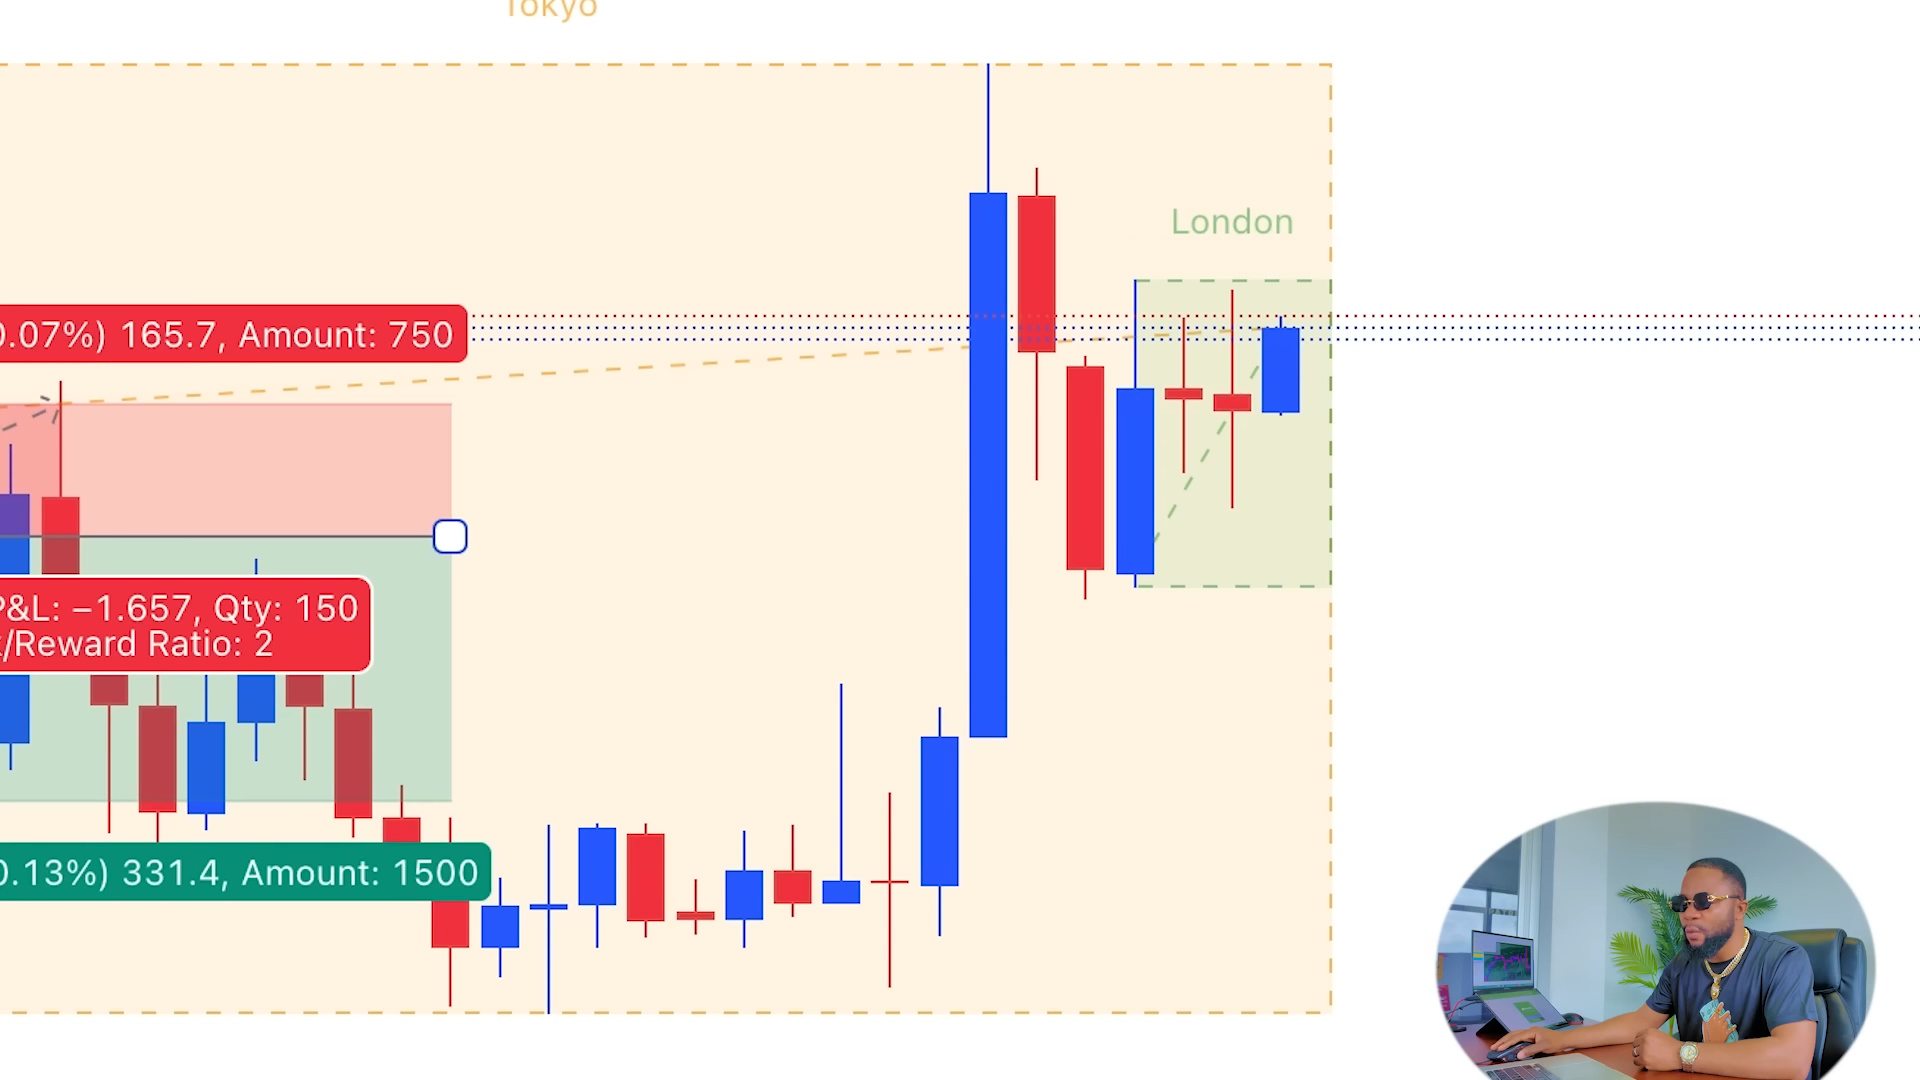 Tokyo
London
0.07%) 165.7, Amount: 750
P&L: −1.657, Qty: 150
/Reward Ratio: 2
0.13%) 331.4, Amount: 1500